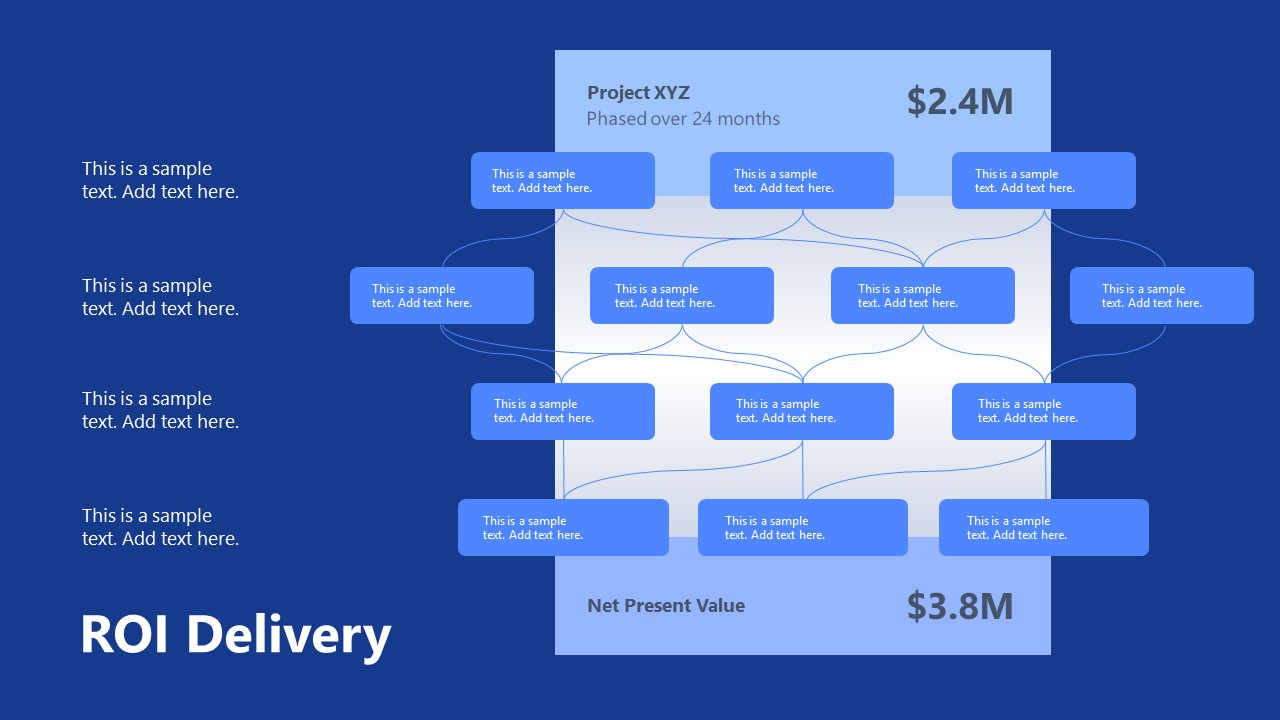 Project XYZ
$2.4M
Phased over 24 months
This is a sample
text. Add text here.
This is a sample
text. Add text here.
This is a sample
text. Add text here.
This is a sample
text. Add text here.
This is a sample
text. Add text here.
This is a sample
text. Add text here.
This is a sample
text. Add text here.
This is a sample
text. Add text here.
This is a sample
text. Add text here.
This is a sample
text. Add text here.
This is a sample
text. Add text here.
This is a sample
text. Add text here.
This is a sample
text. Add text here.
This is a sample
text. Add text here.
This is a sample
text. Add text here.
This is a sample
text. Add text here.
This is a sample
text. Add text here.
Net Present Value
$3.8M
ROI Delivery